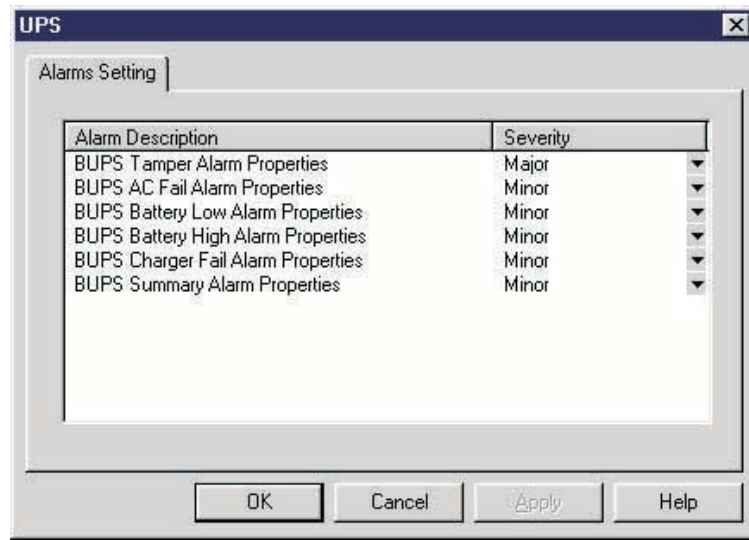 UPS
Alarms Setting
Alarm Description Severity
BUPS Tamper Alarm Properties Major
BUPS AC Fail Alarm Properties Minor
BUPS Battery Low Alarm Properties Minor
BUPS Battery High Alarm Properties Minor
BUPS Charger Fail Alarm Properties Minor
BUPS Summary Alarm Properties Minor
OK Cancel Apply Help